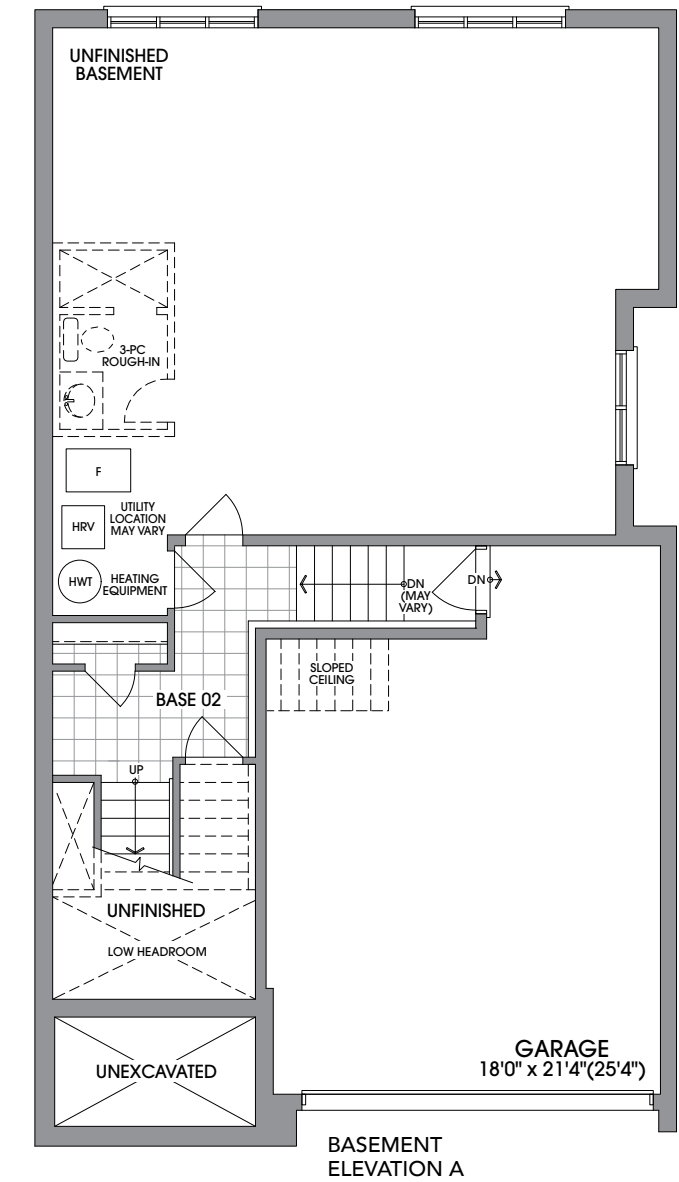 UNFINISHED
BASEMENT
3-PC
ROUGH-IN
F
HRV
UTILITY
LOCATION
MAY VARY
HWT
HEATING
EQUIPMENT
DN
(MAY
VARY)
DN
SLOPED
CEILING
BASE 02
UP
UNFINISHED
LOW HEADROOM
UNEXCAVATED
GARAGE
18'0" x 21'4"(25'4")
BASEMENT
ELEVATION A